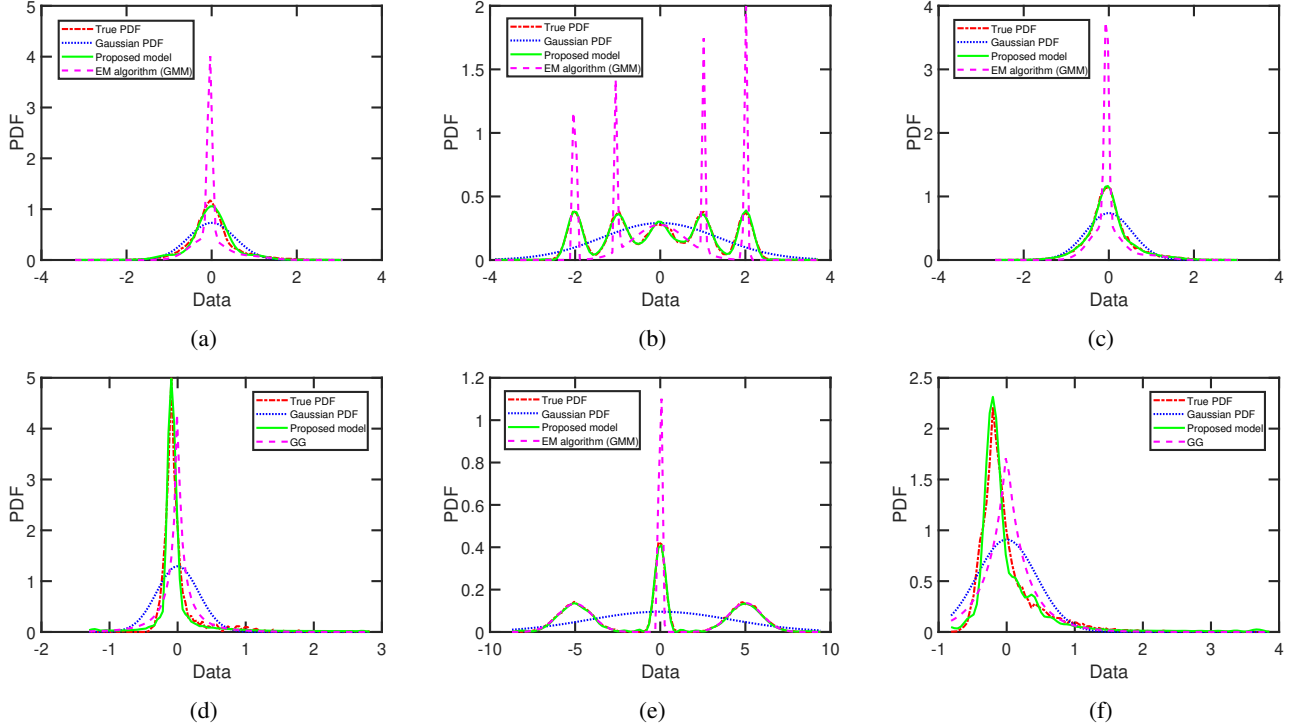 5
4
3
2
1
0
-4
-2
0
2
4
PDF
Data
True PDF
Gaussian PDF
Proposed model
EM algorithm (GMM)
(a)
2
1.5
1
0.5
0
-4
-3
-2
-1
0
1
2
3
4
PDF
Data
True PDF
Gaussian PDF
Proposed model
EM algorithm (GMM)
(b)
4
3
2
1
0
-4
-2
0
2
4
PDF
Data
True PDF
Gaussian PDF
Proposed model
EM algorithm (GMM)
(c)
5
4
3
2
1
0
-2
-1
0
1
2
3
PDF
Data
True PDF
Gaussian PDF
Proposed model
GG
(d)
1.2
1
0.8
0.6
0.4
0.2
0
-10
-5
0
5
10
PDF
Data
True PDF
Gaussian PDF
Proposed model
EM algorithm (GMM)
(e)
2.5
2
1.5
1
0.5
0
-1
0
1
2
3
4
PDF
Data
True PDF
Gaussian PDF
Proposed model
GG
(f)